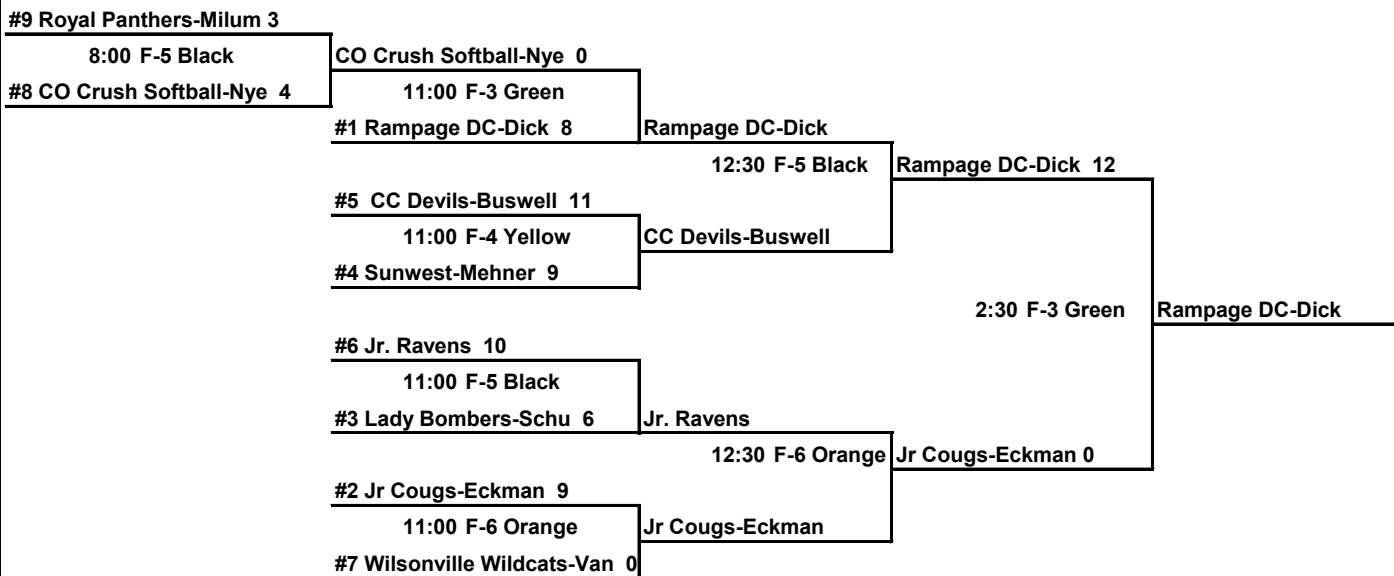 #9 Royal Panthers-Milum 3
8:00 F-5 Black
CO Crush Softball-Nye 0
#8 CO Crush Softball-Nye 4
11:00 F-3 Green
#1 Rampage DC-Dick 8
Rampage DC-Dick
12:30 F-5 Black
Rampage DC-Dick 12
#5 CC Devils-Buswell 11
11:00 F-4 Yellow
CC Devils-Buswell
#4 Sunwest-Mehner 9
2:30 F-3 Green
Rampage DC-Dick
#6 Jr. Ravens 10
11:00 F-5 Black
#3 Lady Bombers-Schu 6
Jr. Ravens
12:30 F-6 Orange
Jr Cougs-Eckman 0
#2 Jr Cougs-Eckman 9
11:00 F-6 Orange
Jr Cougs-Eckman
#7 Wilsonville Wildcats-Van 0